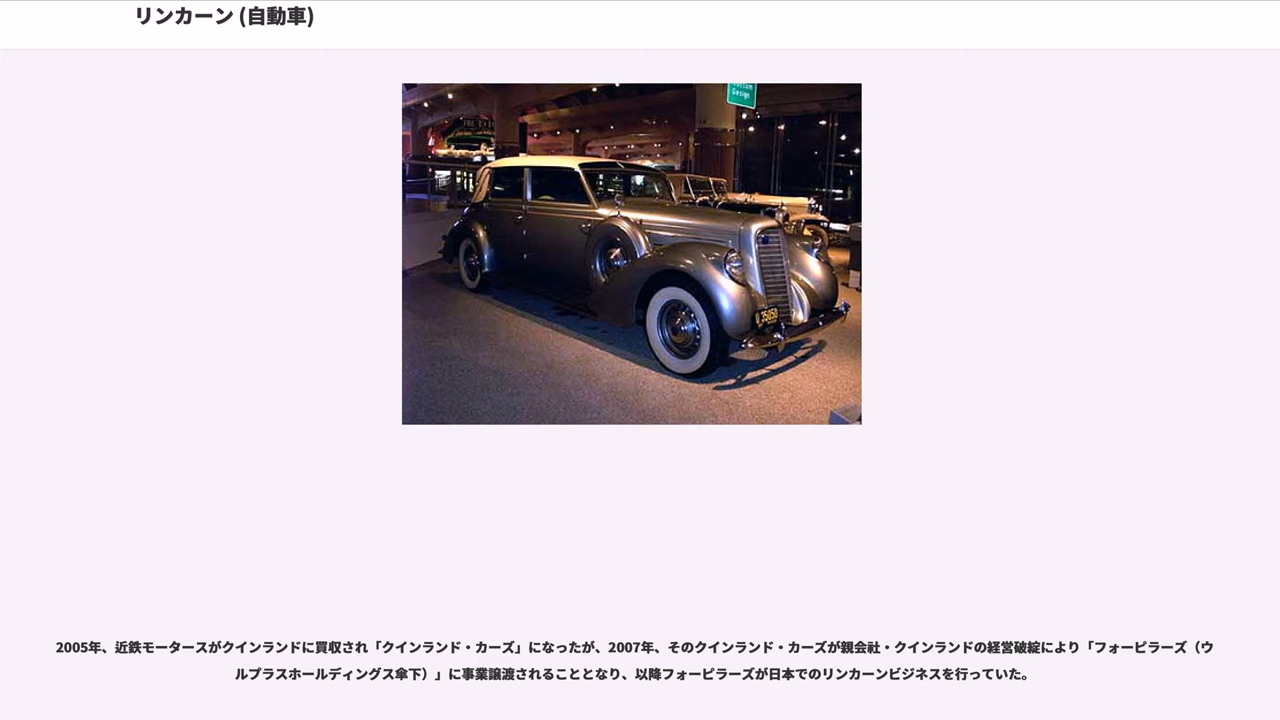 リンカーン (自動車)
Design
U 35050
2005年、近鉄モータースがクインランドに買収され「クインランド・カーズ」になったが、2007年、そのクインランド・カーズが親会社・クインランドの経営破綻により「フォーピラーズ（ウ
ルプラスホールディングス傘下）」に事業譲渡されることとなり、以降フォーピラーズが日本でのリンカーンビジネスを行っていた。